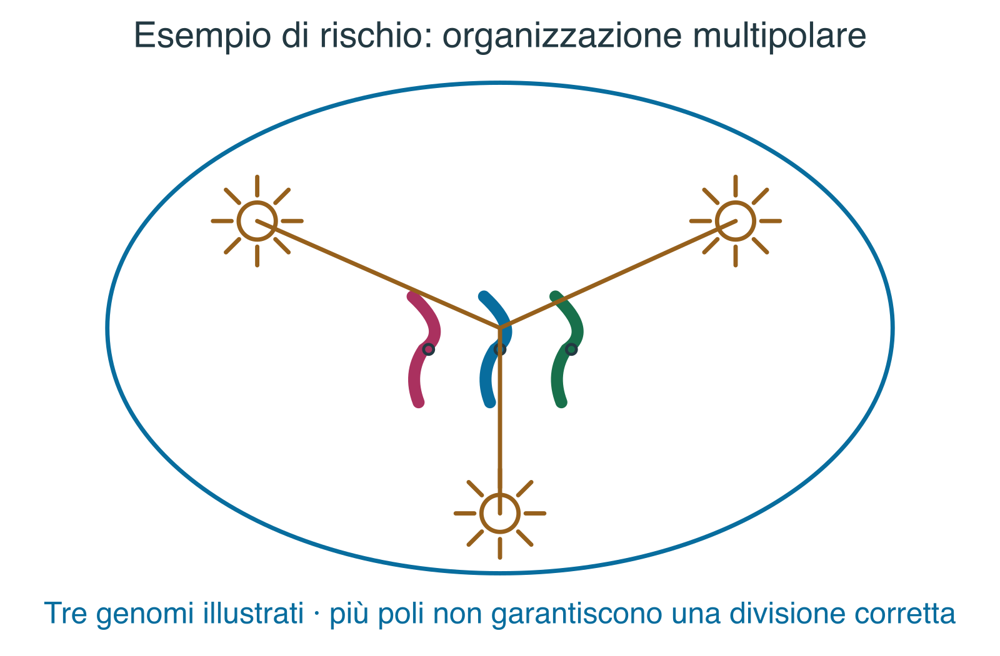 Esempio di rischio: organizzazione multipolare
Tre genomi illustrati · più poli non garantiscono una divisione corretta